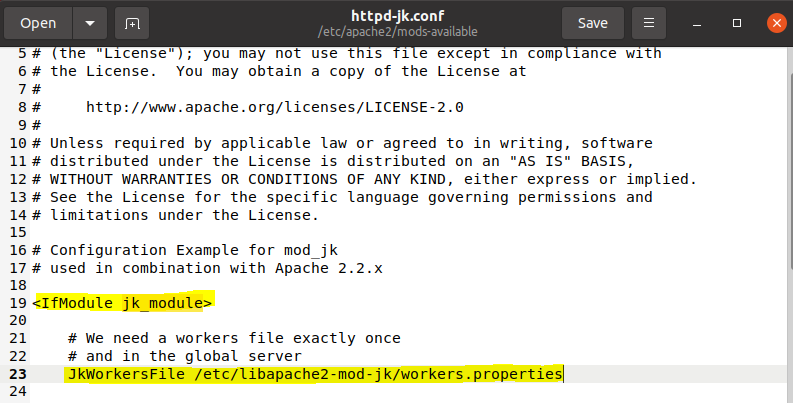 Open
httpd-jk.conf
/etc/apache2/mods-available
Save
5 # (the "License"); you may not use this file except in compliance with
6 # the License.  You may obtain a copy of the License at
7 #
8 #     http://www.apache.org/licenses/LICENSE-2.0
9 #
10 # Unless required by applicable law or agreed to in writing, software
11 # distributed under the License is distributed on an "AS IS" BASIS,
12 # WITHOUT WARRANTIES OR CONDITIONS OF ANY KIND, either express or implied.
13 # See the License for the specific language governing permissions and
14 # limitations under the License.
15
16 # Configuration Example for mod_jk
17 # used in combination with Apache 2.2.x
18
19 <IfModule jk_module>
20
21     # We need a workers file exactly once
22     # and in the global server
23     JkWorkersFile /etc/libapache2-mod-jk/workers.properties
24